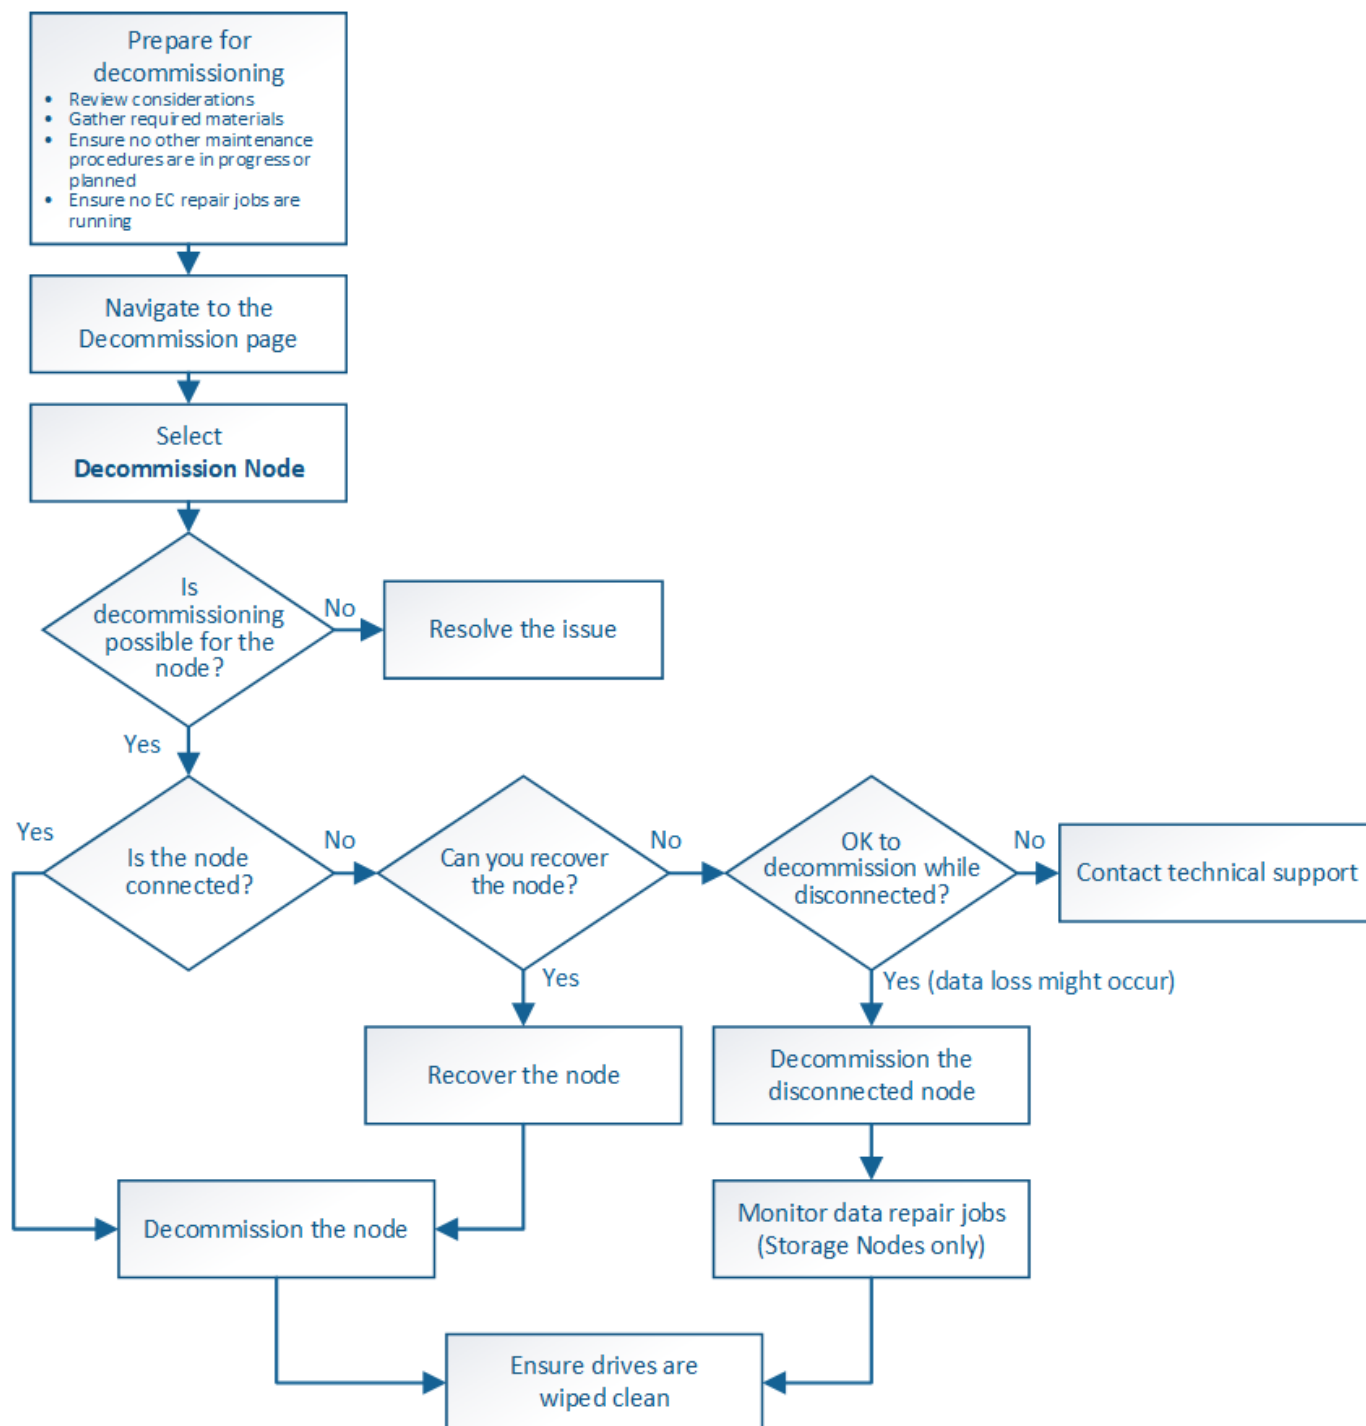 Prepare for
decommissioning
• Review considerations
• Gather required materials
• Ensure no other maintenance
procedures are in progress or
planned
• Ensure no EC repair jobs are
running
Navigate to the
Decommission page
Select
Decommission Node
Is
decommissioning
possible for the
node?
No
Resolve the issue
Yes
Yes
Is the node
connected?
No
Can you recover
the node?
No
OK to
decommission while
disconnected?
No
Contact technical support
Yes
Yes (data loss might occur)
Recover the node
Decommission the
disconnected node
Decommission the node
Monitor data repair jobs
(Storage Nodes only)
Ensure drives are
wiped clean